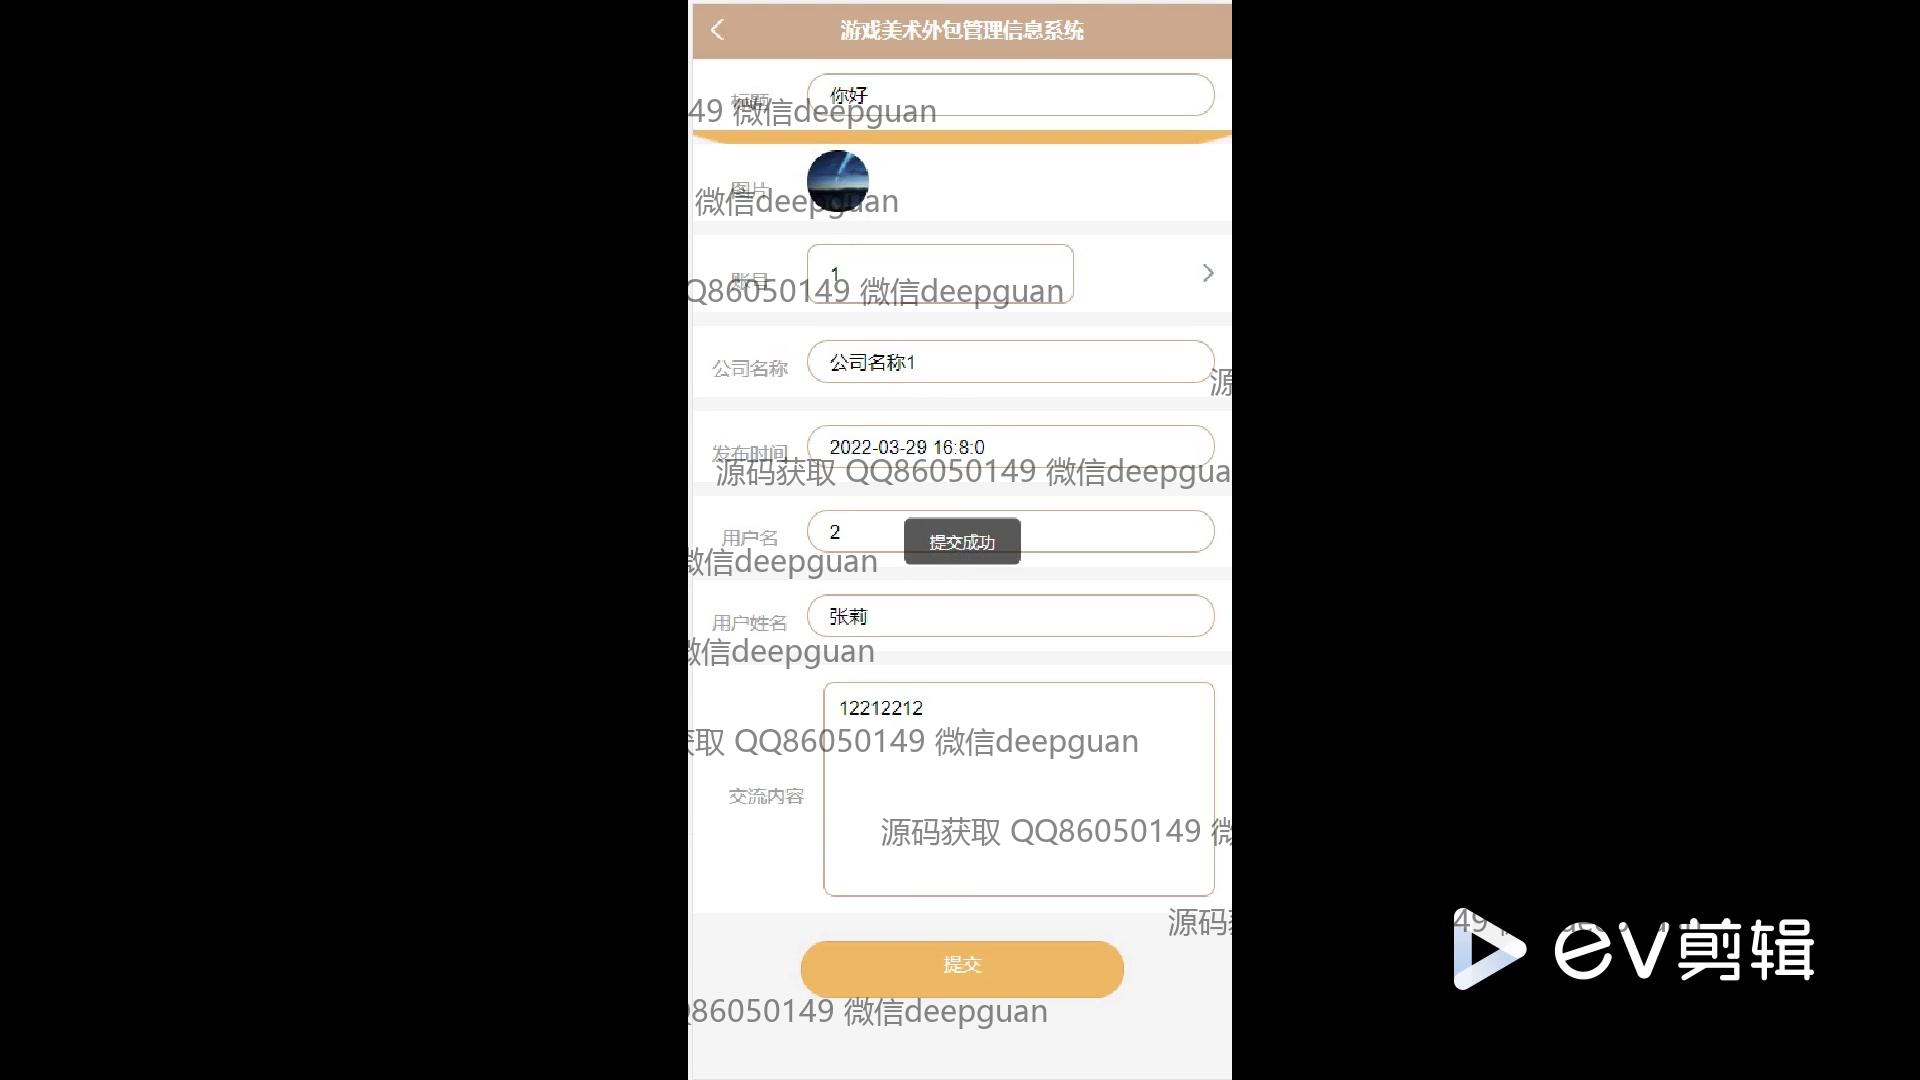 游戏美术外包管理信息系统
标题
你好
49 微信deepguan
图片
微信deepguan
账号
1
Q86050149 微信deepguan
公司名称
公司名称1
源
发布时间
2022-03-29 16:8:0
源码获取 QQ86050149 微信deepgua
用户名
2
提交成功
微信deepguan
用户姓名
张莉
微信deepguan
12212212
获取 QQ86050149 微信deepguan
交流内容
源码获取 QQ86050149 微
源码
49
ev剪辑
提交
Q86050149 微信deepguan